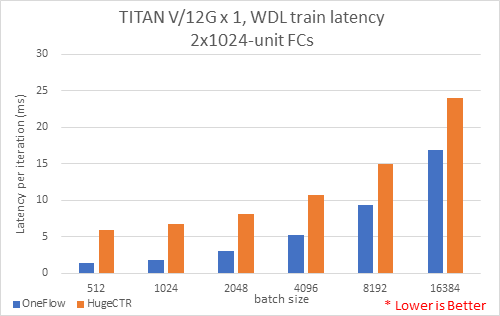 TITAN V/12G x 1, WDL train latency
2x1024-unit FCs
Latency per iteration (ms)
30
25
20
15
10
5
0
512 1024 2048 4096 8192 16384
batch size
OneFlow HugeCTR
* Lower is Better